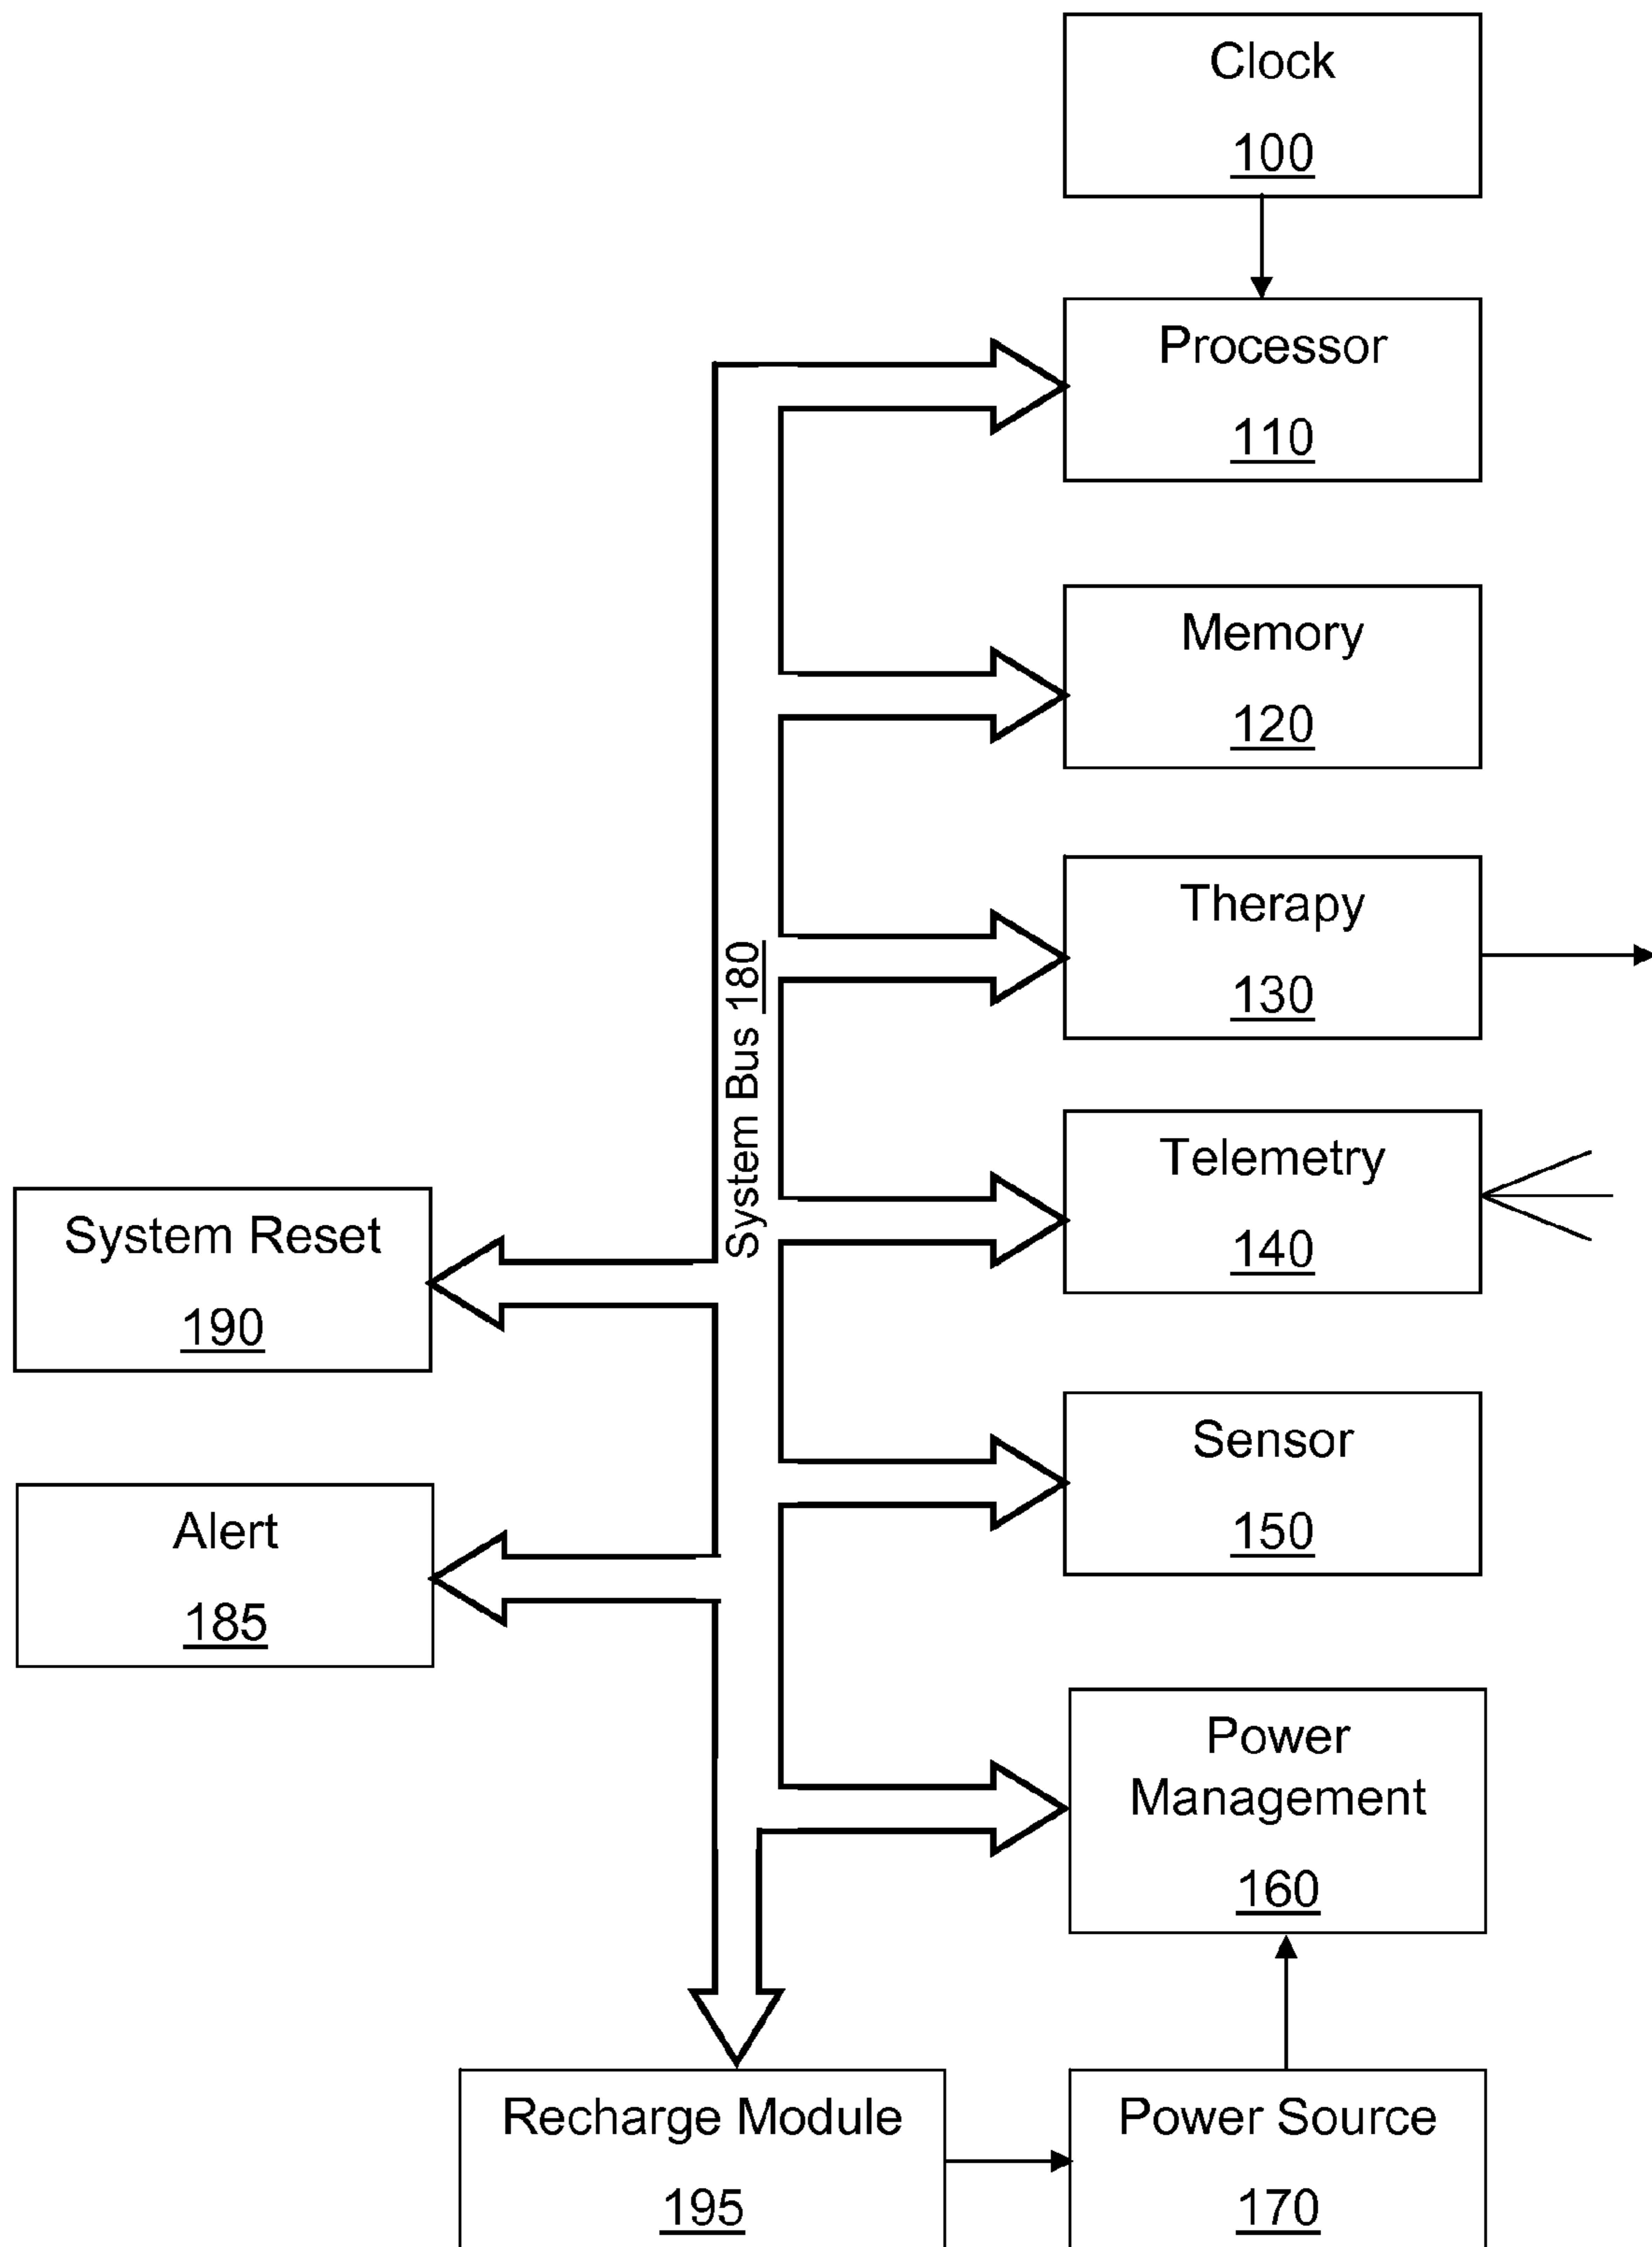 Clock
100
Processor
110
Memory
120
Therapy
130
System Bus 180
Telemetry
140
System Reset
190
Sensor
150
Alert
185
Power
Management
160
Recharge Module
195
Power Source
170